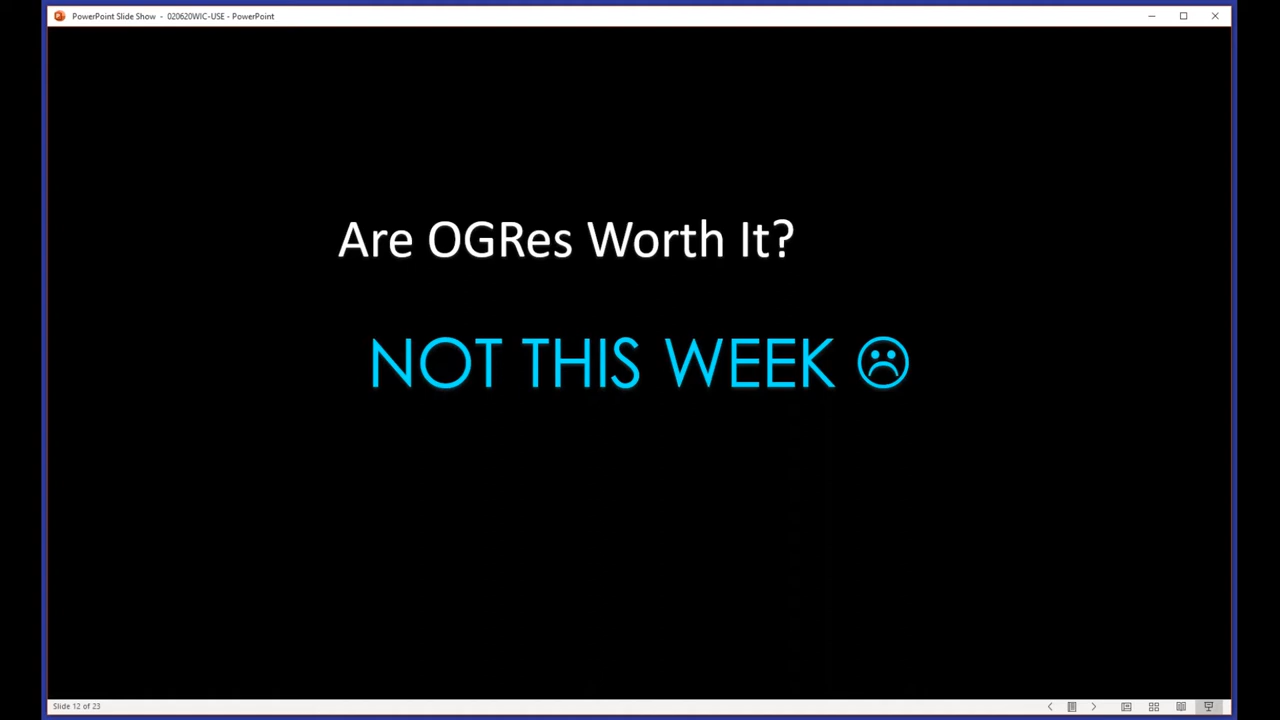 PowerPoint Slide Show - 020620WIC-USE - PowerPoint
Are OGRes Worth It?
NOT THIS WEEK ☹
Slide 12 of 23